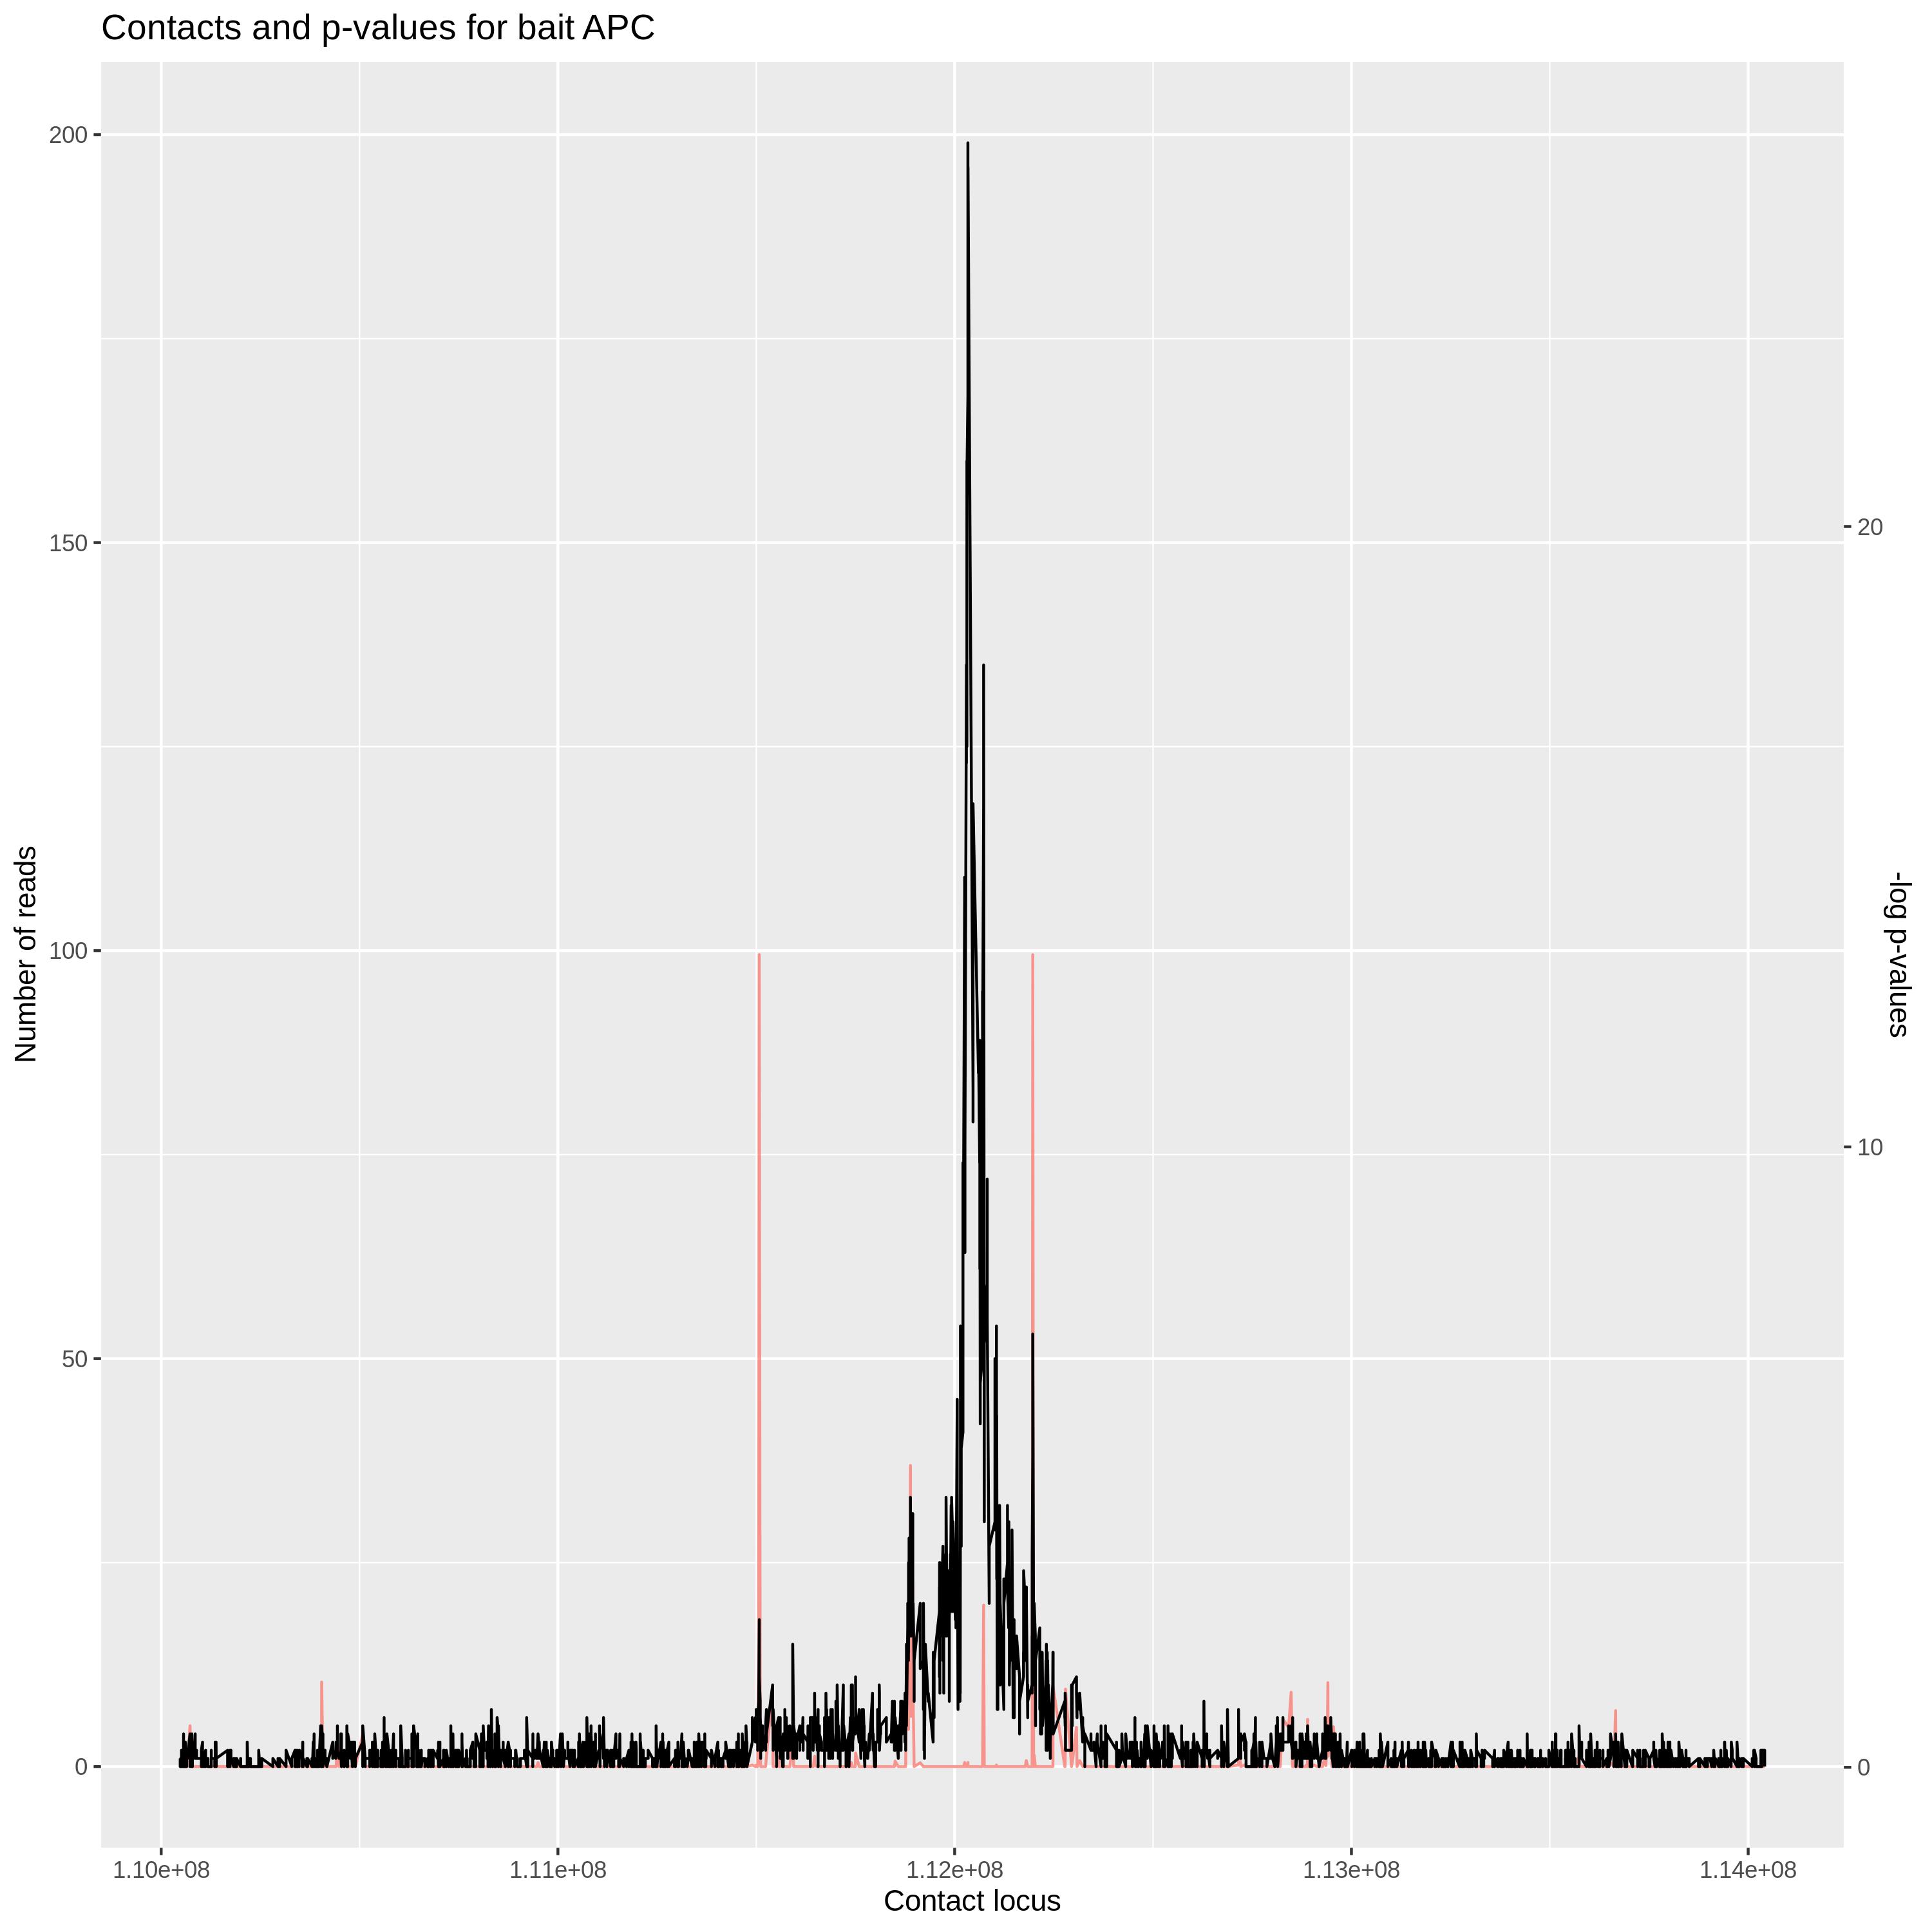 Contacts and p-values for bait APC
200
150
100
50
0
Number of reads
20
10
0
-log p-values
1.10e+08
1.11e+08
1.12e+08
1.13e+08
1.14e+08
Contact locus